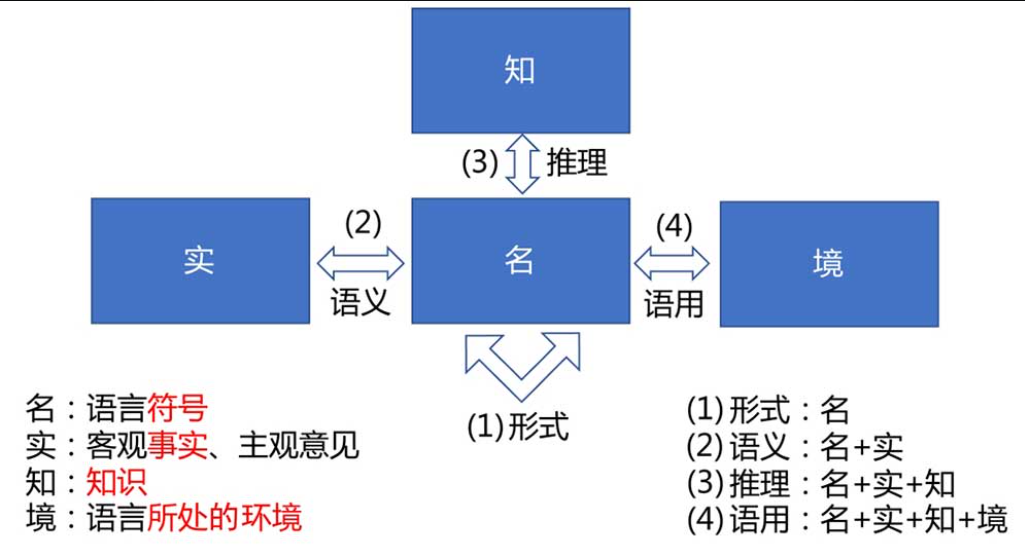 知
(3) 推理
实
(2)
语义
名
(4)
语用
境
(1)形式
名：语言符号
实：客观事实、主观意见
知：知识
境：语言所处的环境
(1)形式：名
(2)语义：名+实
(3)推理：名+实+知
(4)语用：名+实+知+境